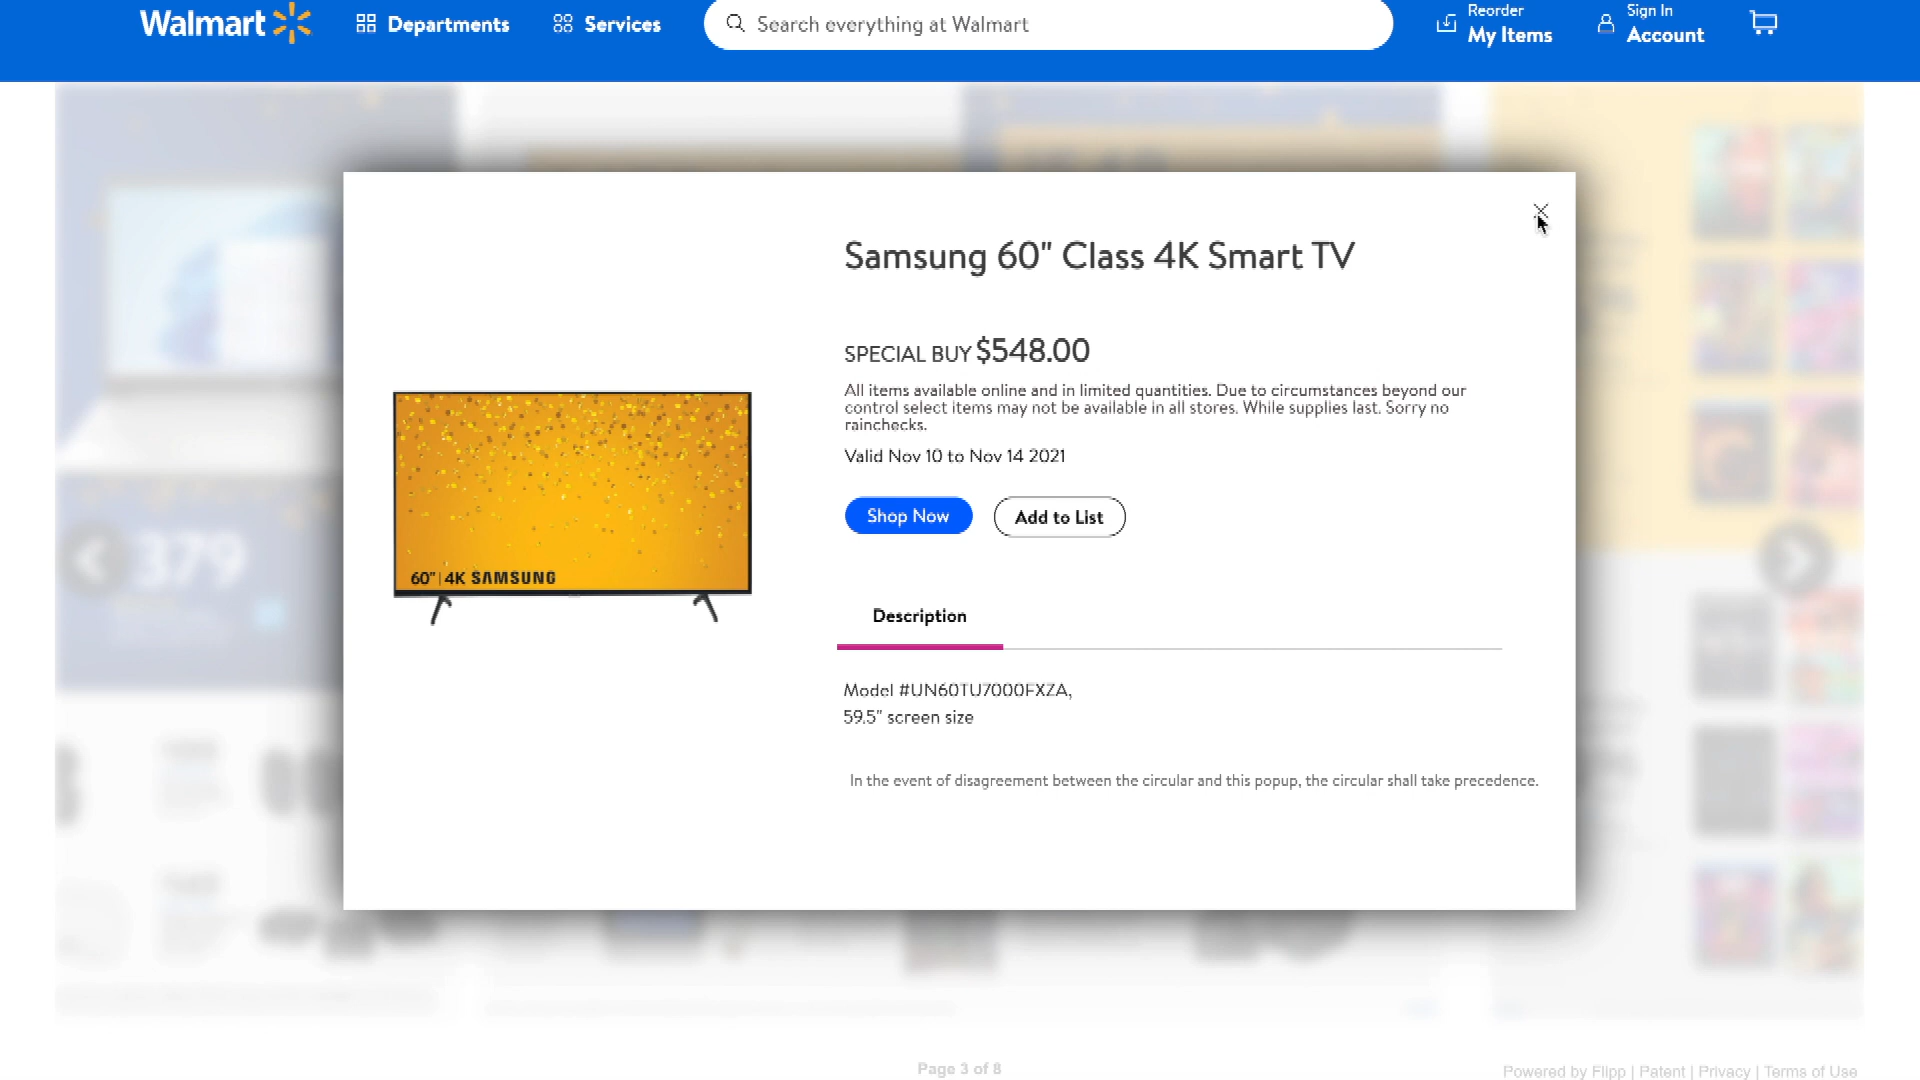 Walmart
Departments
Services
Search everything at Walmart
Reorder
My Items
Sign In
Account
Samsung 60" Class 4K Smart TV
SPECIAL BUY $548.00
All items available online and in limited quantities. Due to circumstances beyond our
control select items may not be available in all stores. While supplies last. Sorry no
rainchecks.
Valid Nov 10 to Nov 14 2021
Shop Now
Add to List
60" | 4K SAMSUNG
379
Description
Model #UN60TU7000FXZA,
59.5" screen size
In the event of disagreement between the circular and this popup, the circular shall take precedence.
Page 3 of 8
Powered by Flipp | Patent | Privacy | Terms of Use